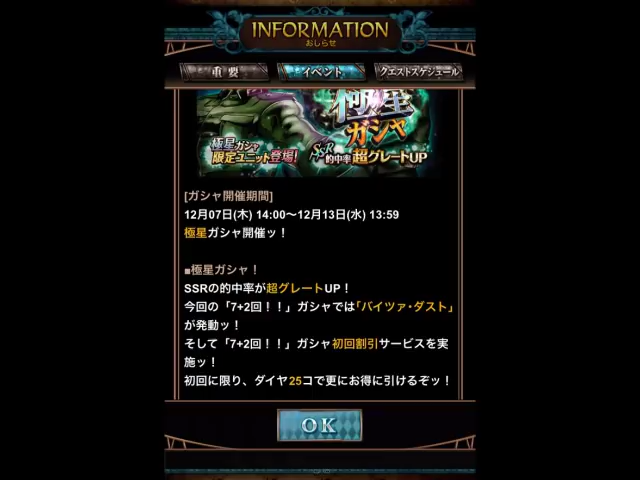 INFORMATION
おしらせ
重要
イベント
クエストスケジュール
極星
ガシャ
極星ガシャ
限定ユニット登場!
SSR的中率超グレートUP!
[ガシャ開催期間]
12月07日(木) 14:00〜12月13日(水) 13:59
極星ガシャ開催ッ！
■極星ガシャ！
SSRの的中率が超グレートUP！
今回の「7+2回！！」ガシャでは「バイツァ・ダスト」
が発動ッ！
そして「7+2回！！」ガシャ初回割引サービスを実
施ッ！
初回に限り、ダイヤ25コで更にお得に引けるぞッ！
OK